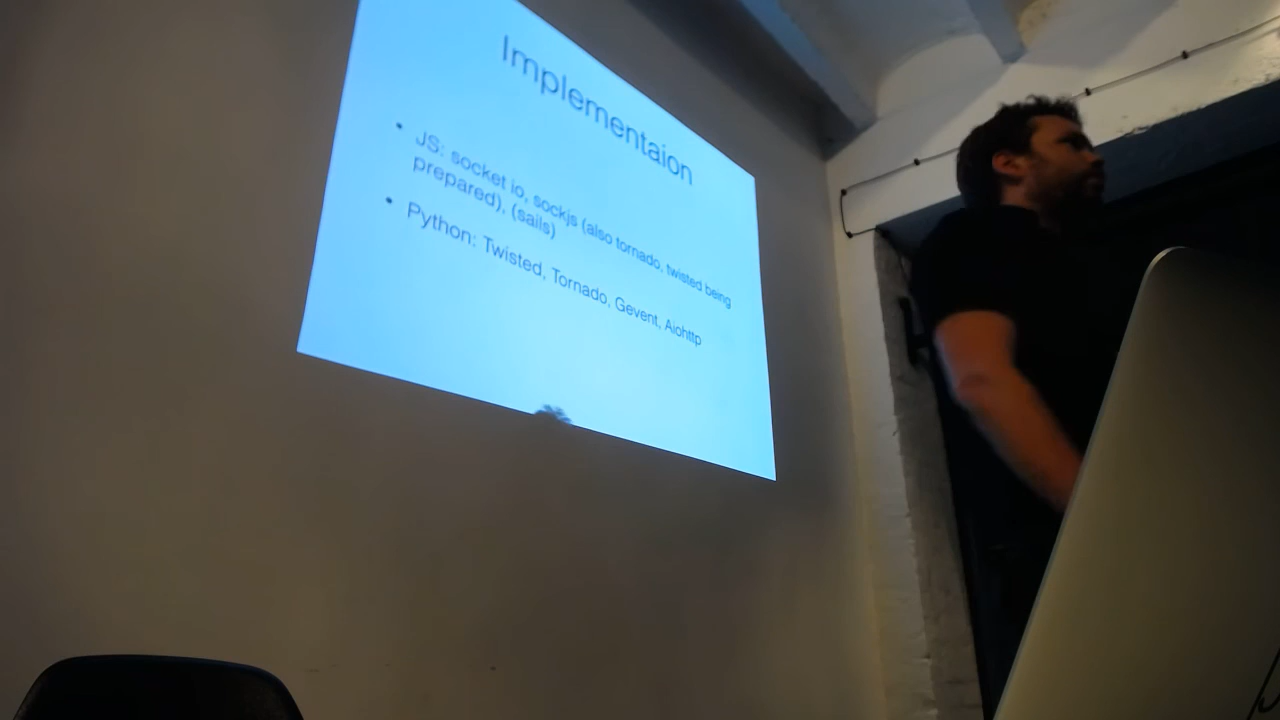 Implementaion
• JS: socket io, sockjs (also tornado, twisted being
prepared), (sails)
• Python: Twisted, Tornado, Gevent, Aiohttp